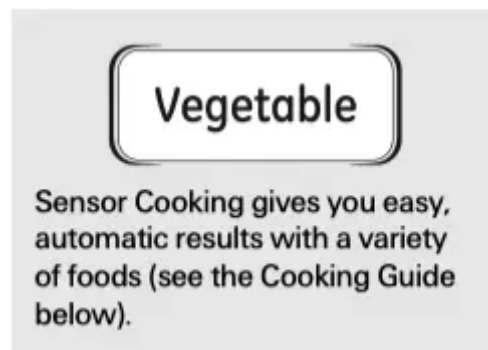 Vegetable
Sensor Cooking gives you easy,
automatic results with a variety
of foods (see the Cooking Guide
below).